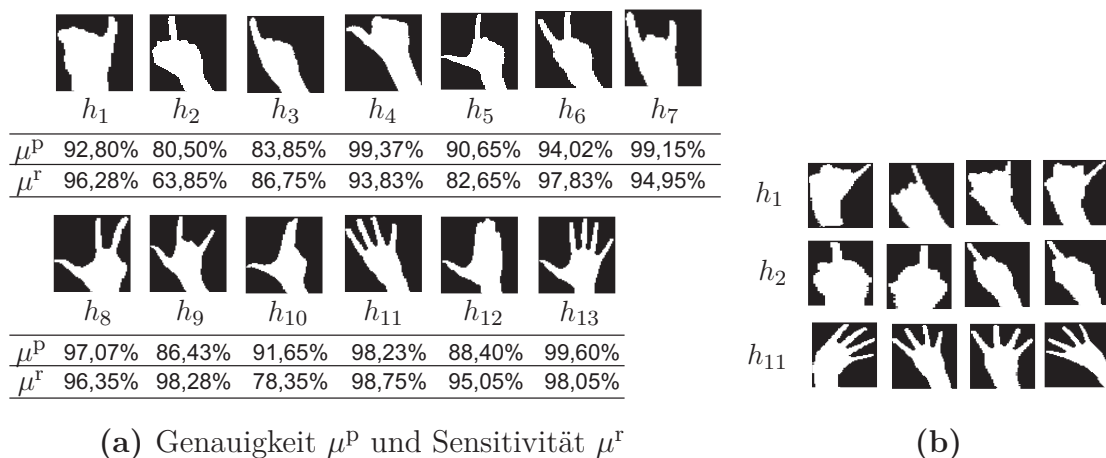 h₁ h₂ h₃ h₄ h₅ h₆ h₇
μᵖ 92,80% 80,50% 83,85% 99,37% 90,65% 94,02% 99,15%
μʳ 96,28% 63,85% 86,75% 93,83% 82,65% 97,83% 94,95%
h₈ h₉ h₁₀ h₁₁ h₁₂ h₁₃
μᵖ 97,07% 86,43% 91,65% 98,23% 88,40% 99,60%
μʳ 96,35% 98,28% 78,35% 98,75% 95,05% 98,05%
(a) Genauigkeit μᵖ und Sensitivität μʳ
h₁
h₂
h₁₁
(b)